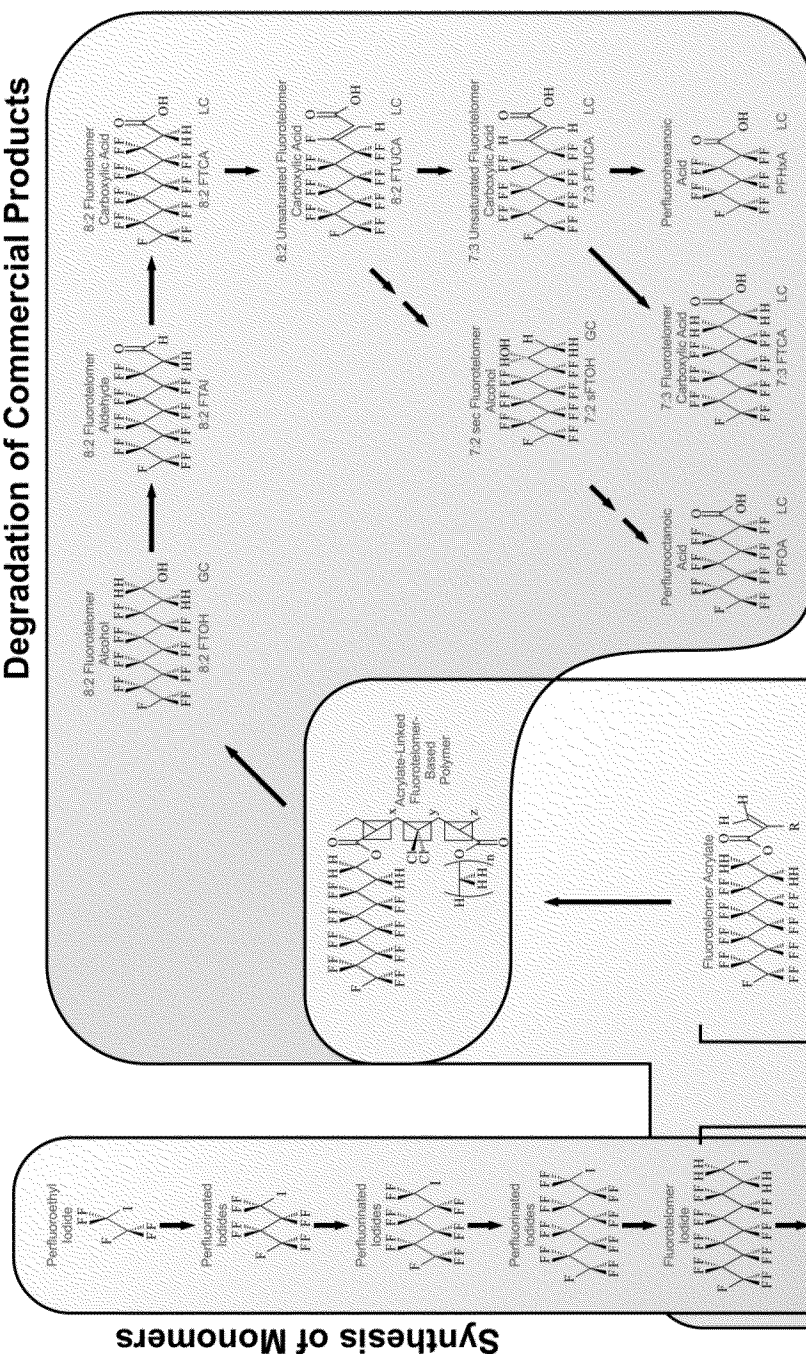 Degradation of Commercial Products
8:2 Fluorotelomer
Alcohol
8:2 FTOH
GC
8:2 Fluorotelomer
Aldehyde
8:2 FTAl
8:2 Fluorotelomer
Carboxylic Acid
8:2 FTCA
LC
8:2 Unsaturated Fluorotelomer
Carboxylic Acid
8:2 FTUCA
LC
7:2 sec Fluorotelomer
Alcohol
7:2 sFTOH
GC
7:3 Unsaturated Fluorotelomer
Carboxylic Acid
7:3 FTUCA
LC
Perflurooctanoic
Acid
PFOA
LC
7:3 Fluorotelomer
Carboxylic Acid
7:3 FTCA
LC
Perfluorohexanoic
Acid
PFHxA
LC
Acrylate-Linked
Fluorotelomer-
Based
Polymer
Fluorotelomer Acrylate
Synthesis of Monomers
Perfluoroethyl
Iodide
Perfluorinated
Iodides
Perfluorinated
Iodides
Perfluorinated
Iodides
Fluorotelomer
Iodide